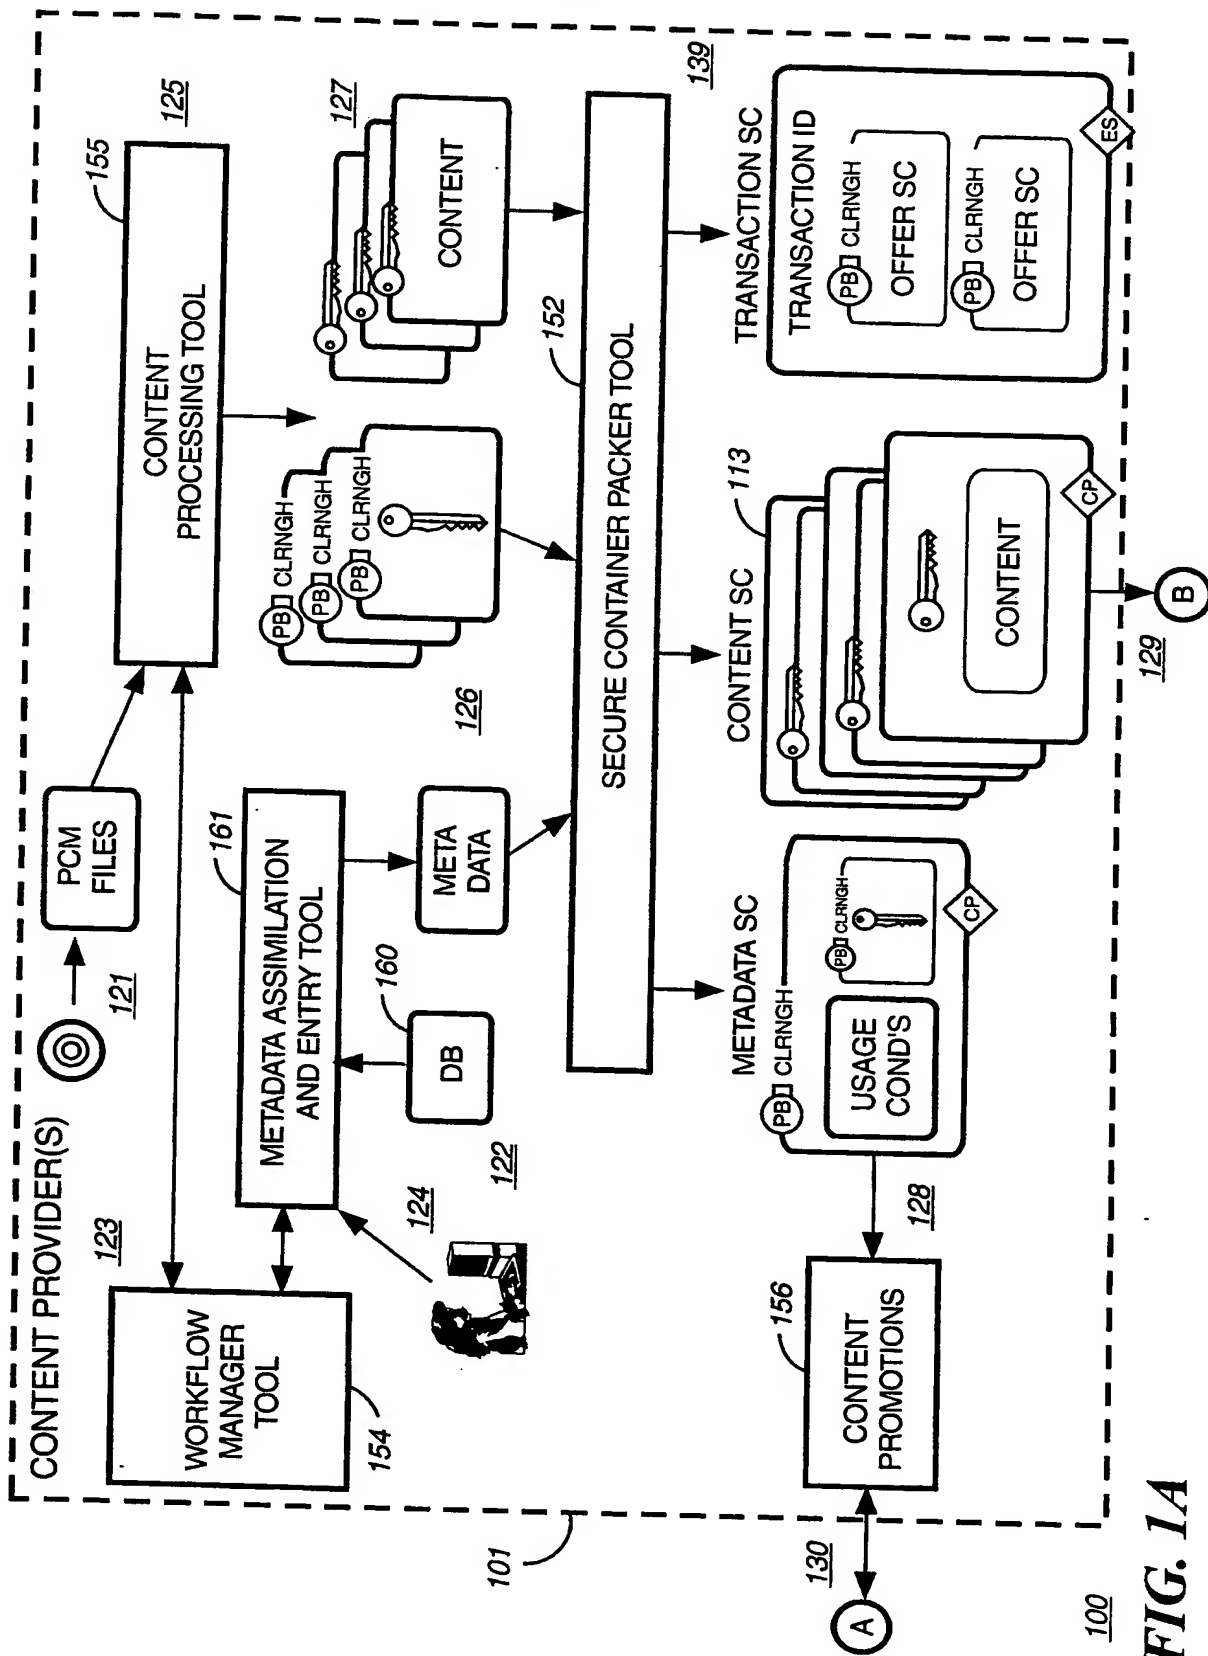 CONTENT PROVIDER(S)
121
PCM
FILES
155
CONTENT
PROCESSING TOOL
125
123
WORKFLOW
MANAGER
TOOL
154
161
METADATA ASSIMILATION
AND ENTRY TOOL
124
122
160
DB
META
DATA
126
PB CLRNGH
PB CLRNGH
PB CLRNGH
127
CONTENT
152
SECURE CONTAINER PACKER TOOL
139
METADATA SC
PB CLRNGH
USAGE
COND'S
PB CLRNGH
CP
CONTENT SC
113
CONTENT
CP
TRANSACTION SC
TRANSACTION ID
PB CLRNGH
OFFER SC
PB CLRNGH
OFFER SC
ES
128
156
CONTENT
PROMOTIONS
101
130
A
129
B
100
FIG. 1A